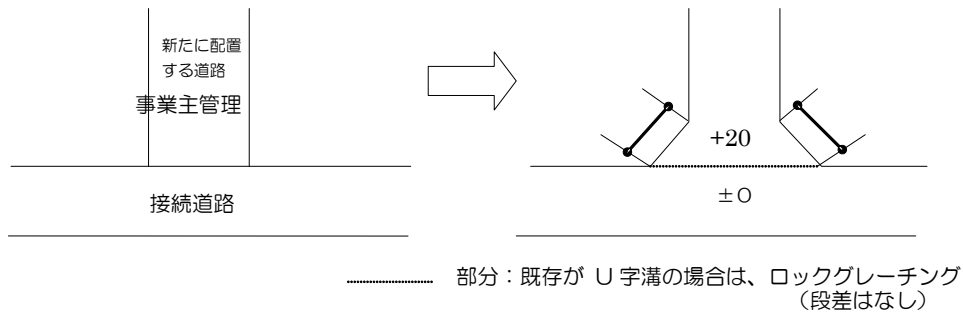 新たに配置
する道路
事業主管理
接続道路
+20
±0
部分：既存が U 字溝の場合は、ロックグレーチング
（段差はなし）